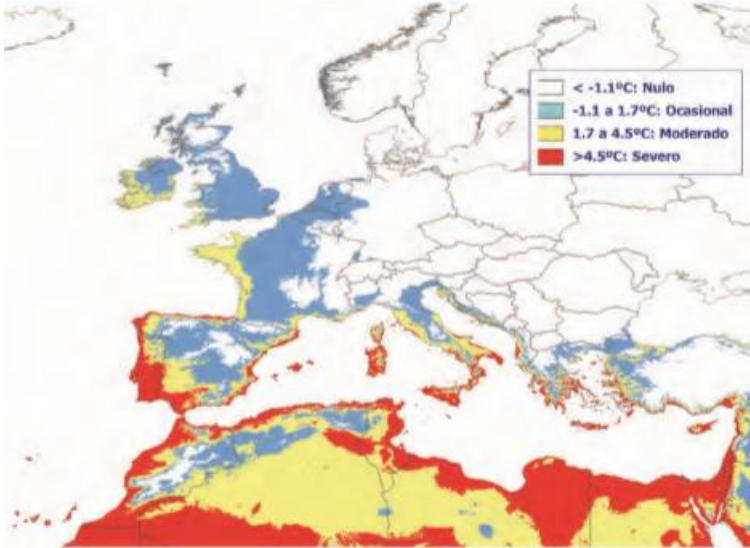 < -1.1ºC: Nulo
-1.1 a 1.7ºC: Ocasional
1.7 a 4.5ºC: Moderado
>4.5ºC: Severo